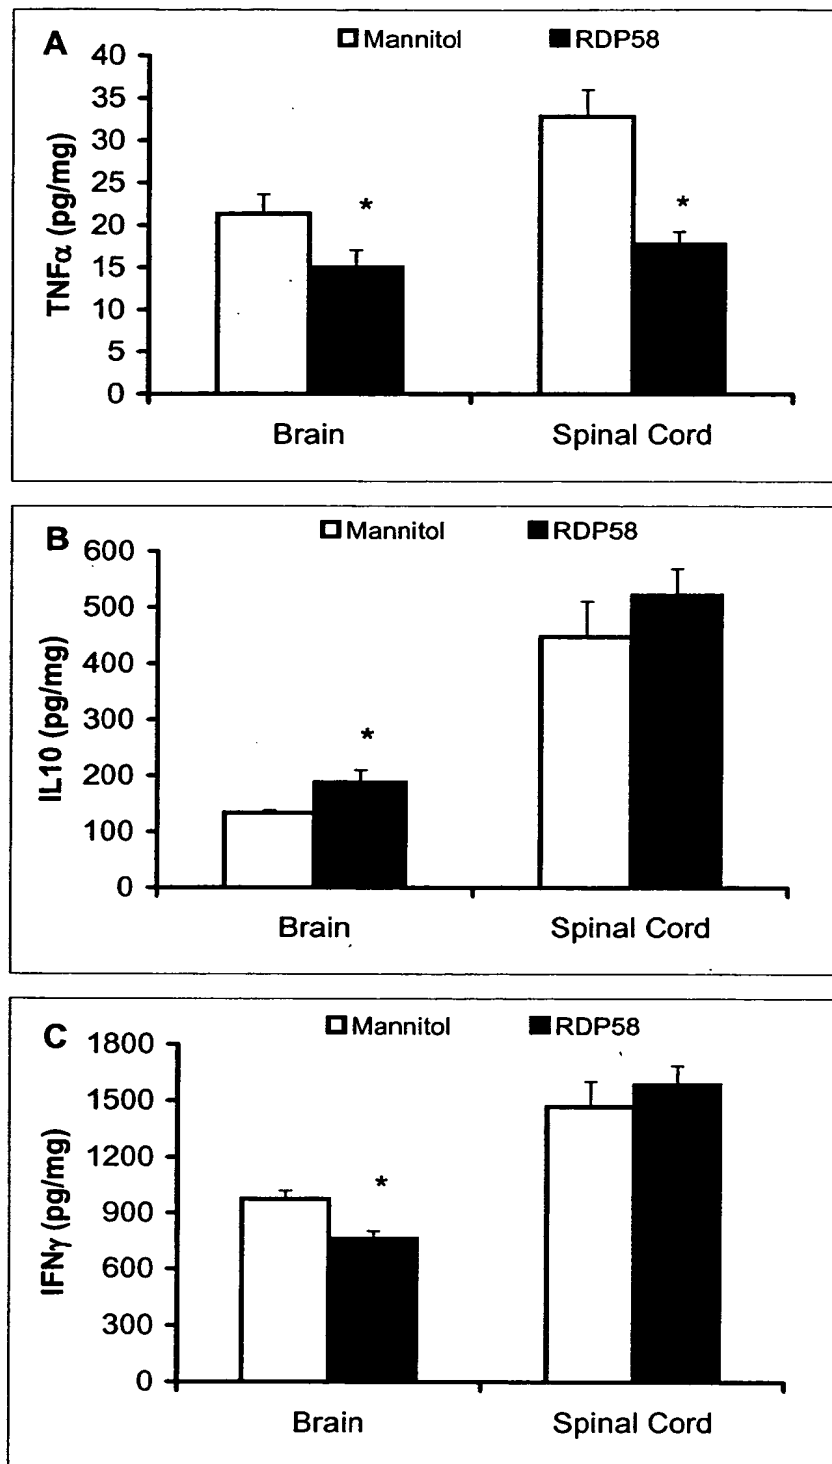 A
Mannitol RDP58
40
35
30
25
20
15
10
5
0
TNFα (pg/mg)
* *
Brain Spinal Cord
B
Mannitol RDP58
600
500
400
300
200
100
0
IL10 (pg/mg)
*
Brain Spinal Cord
C
Mannitol RDP58
1800
1500
1200
900
600
300
0
IFNγ (pg/mg)
*
Brain Spinal Cord